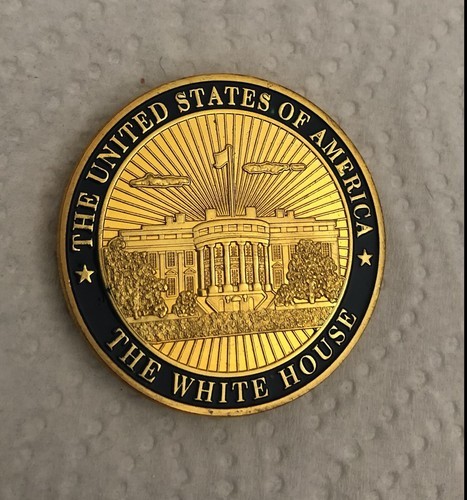 THE UNITED STATES OF AMERICA
THE WHITE HOUSE